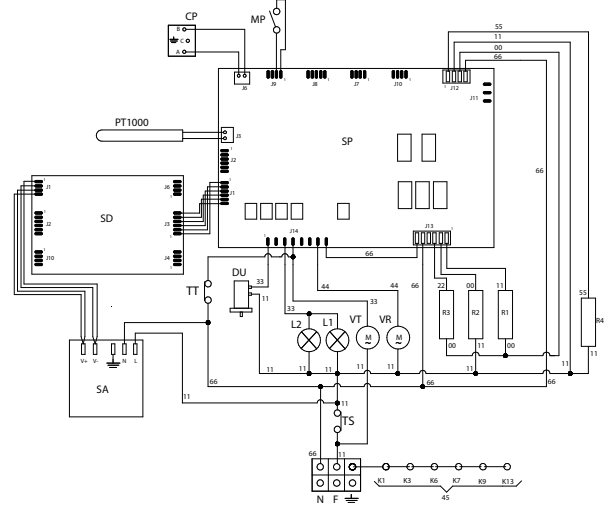 CP
B
C
A
MP
55
11
00
66
J6
J9
J8
J7
J10
J12
J11
PT1000
J5
J2
J1
SP
66
J1
J6
SD
J2
J3
J10
J4
J14
J13
66
DU
TT
33
11
44
44
66
22
00
11
55
33
33
L2
L1
VT
VR
M
~
M
~
R3
R2
R1
R4
00
11
00
11
V+
V-
N
L
SA
11
11
11
11
11
66
66
66
11
11
TS
66
11
N
F
K1
K3
K6
K7
K9
K13
45